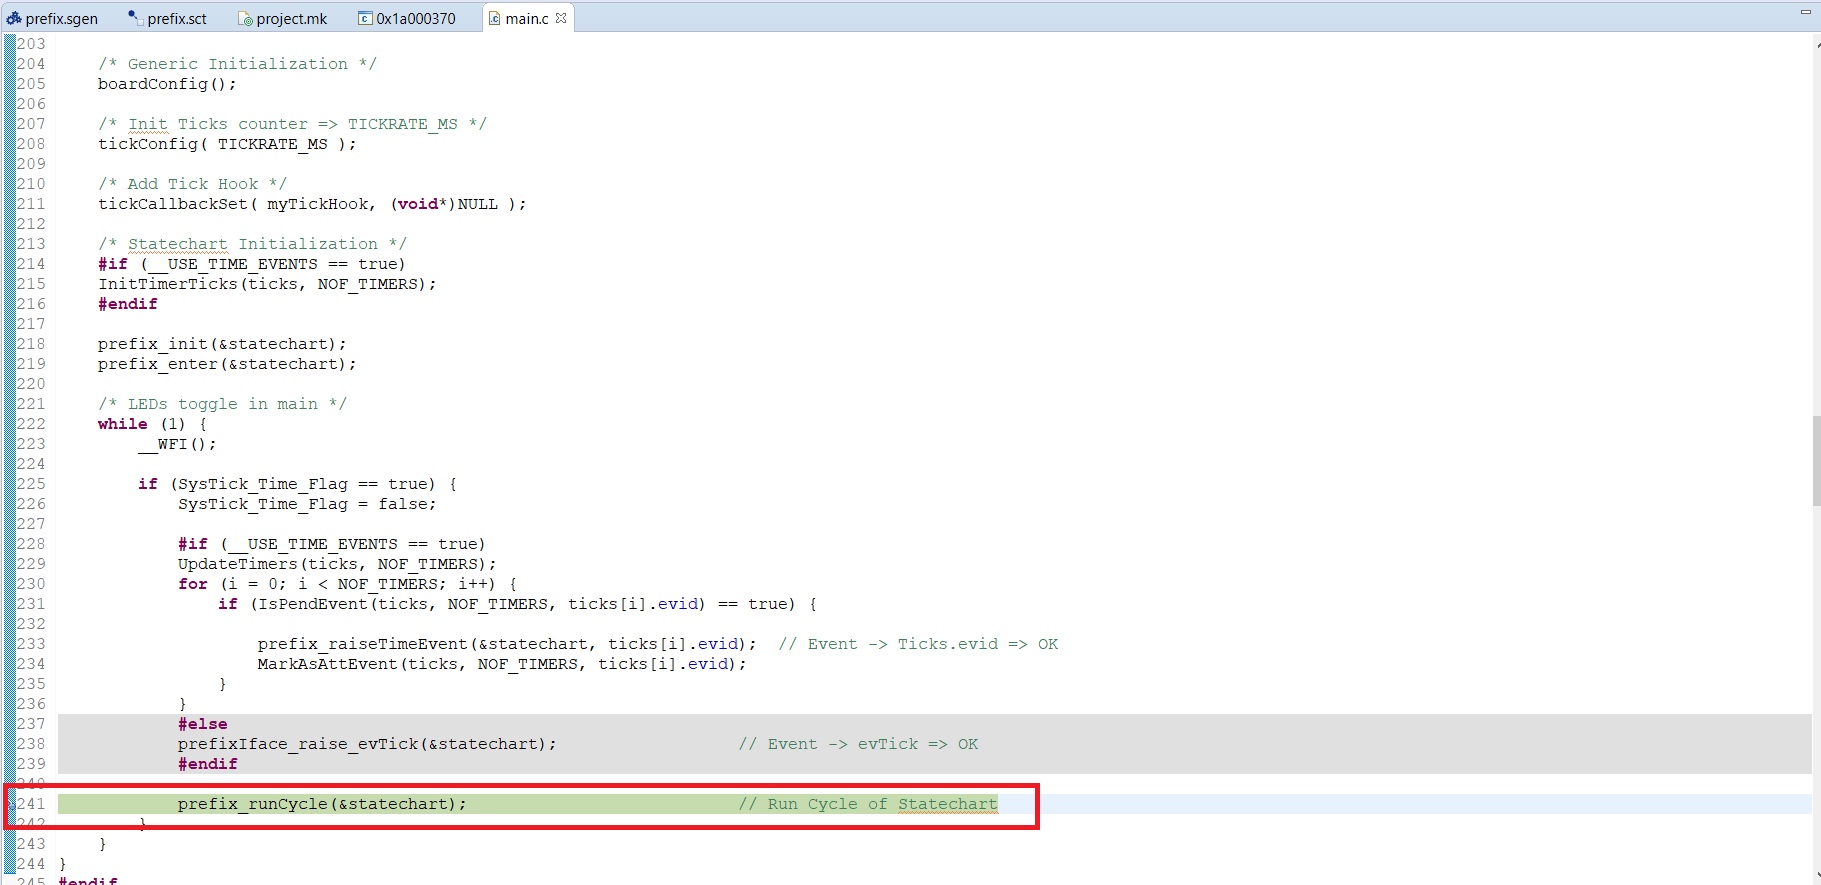 prefix.sgen prefix.sct project.mk 0x1a000370 main.c
203
204 /* Generic Initialization */
205 boardConfig();
206
207 /* Init Ticks counter => TICKRATE_MS */
208 tickConfig( TICKRATE_MS );
209
210 /* Add Tick Hook */
211 tickCallbackSet( myTickHook, (void*)NULL );
212
213 /* Statechart Initialization */
214 #if (__USE_TIME_EVENTS == true)
215 InitTimerTicks(ticks, NOF_TIMERS);
216 #endif
217
218 prefix_init(&statechart);
219 prefix_enter(&statechart);
220
221 /* LEDs toggle in main */
222 while (1) {
223 __WFI();
224
225 if (SysTick_Time_Flag == true) {
226 SysTick_Time_Flag = false;
227
228 #if (__USE_TIME_EVENTS == true)
229 UpdateTimers(ticks, NOF_TIMERS);
230 for (i = 0; i < NOF_TIMERS; i++) {
231 if (IsPendEvent(ticks, NOF_TIMERS, ticks[i].evid) == true) {
232
233 prefix_raiseTimeEvent(&statechart, ticks[i].evid); // Event -> Ticks.evid => OK
234 MarkAsAttEvent(ticks, NOF_TIMERS, ticks[i].evid);
235 }
236 }
237 #else
238 prefixIface_raise_evTick(&statechart); // Event -> evTick => OK
239 #endif
240
241 prefix_runCycle(&statechart); // Run Cycle of Statechart
242 }
243 }
244 }
245 #endif